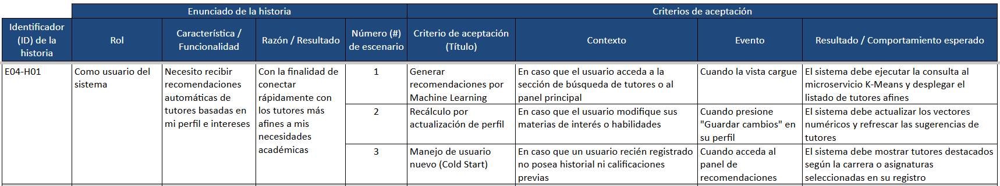 Enunciado de la historia
Criterios de aceptación
Identificador
(ID) de la
historia
Rol
Característica /
Funcionalidad
Razón / Resultado
Número (#)
de escenario
Criterio de aceptación
(Título)
Contexto
Evento
Resultado / Comportamiento esperado
E04-H01
Como usuario del
sistema
Necesito recibir
recomendaciones
automáticas de
tutores basadas en
mi perfil e intereses
Con la finalidad de
conectar
rápidamente con
los tutores más
afines a mis
necesidades
académicas
1
Generar
recomendaciones por
Machine Learning
En caso que el usuario acceda a la
sección de búsqueda de tutores o al
panel principal
Cuando la vista cargue
El sistema debe ejecutar la consulta al
microservicio K-Means y desplegar el
listado de tutores afines
2
Recálculo por
actualización de perfil
En caso que el usuario modifique sus
materias de interés o habilidades
Cuando presione
"Guardar cambios" en
su perfil
El sistema debe actualizar los vectores
numéricos y refrescar las sugerencias de
tutores
3
Manejo de usuario
nuevo (Cold Start)
En caso que un usuario recién registrado
no posea historial ni calificaciones
previas
Cuando acceda al
panel de
recomendaciones
El sistema debe mostrar tutores destacados
según la carrera o asignaturas
seleccionadas en su registro